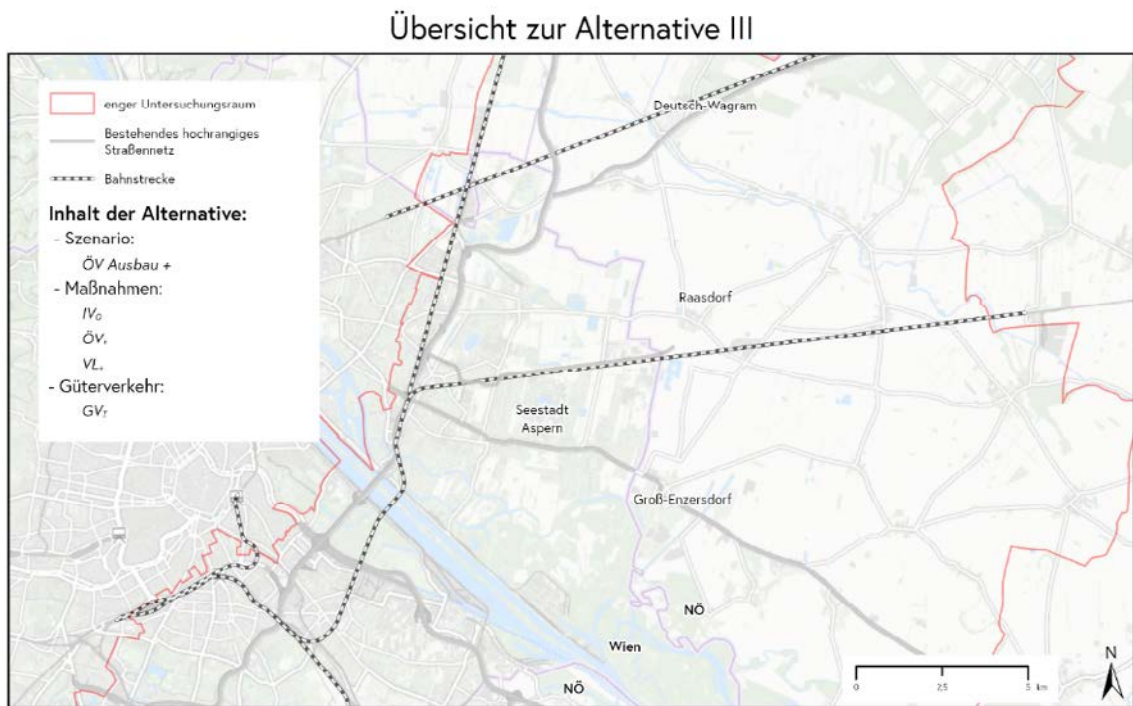 Übersicht zur Alternative III
enger Untersuchungsraum
Bestehendes hochrangiges
Straßennetz
Bahnstrecke
Inhalt der Alternative:
- Szenario:
ÖV Ausbau +
- Maßnahmen:
IV₀
ÖV₊
VL₊
- Güterverkehr:
GVT
Deutsch-Wagram
Raasdorf
Seestadt
Aspern
Groß-Enzersdorf
NÖ
Wien
NÖ
N
0 2,5 5 km